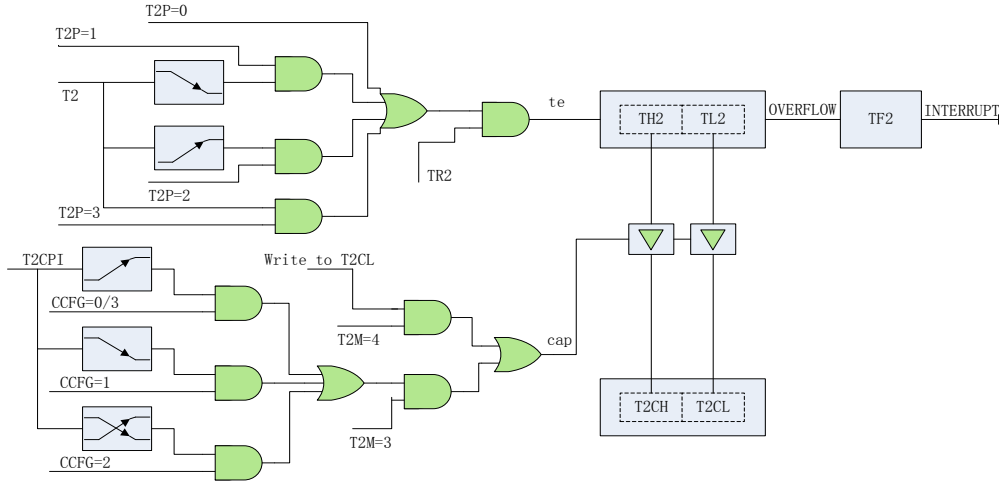 T2P=0
T2P=1
T2
T2P=2
T2P=3
TR2
te
TH2
TL2
OVERFLOW
TF2
INTERRUPT
T2CPI
CCFG=0/3
CCFG=1
CCFG=2
Write to T2CL
T2M=4
T2M=3
cap
T2CH
T2CL